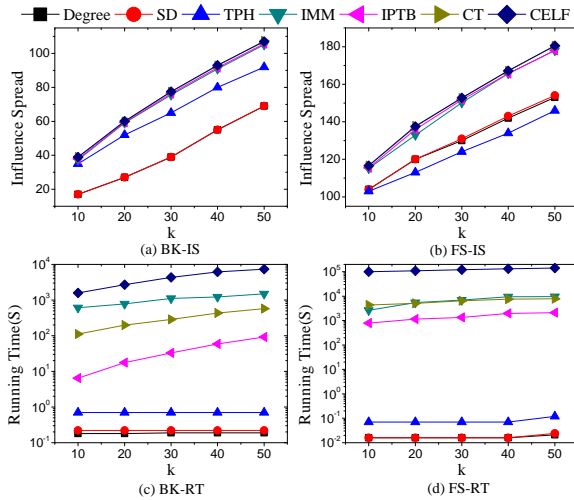 Degree SD TPH IMM IPTB CT CELF
Influence Spread
100
80
60
40
20
10 20 30 40 50
k
(a) BK-IS
Influence Spread
180
160
140
120
100
10 20 30 40 50
k
(b) FS-IS
Running Time(S)
10^4
10^3
10^2
10^1
10^0
10^-1
10 20 30 40 50
k
(c) BK-RT
Running Time(S)
10^5
10^4
10^3
10^2
10^1
10^0
10^-1
10^-2
10 20 30 40 50
k
(d) FS-RT